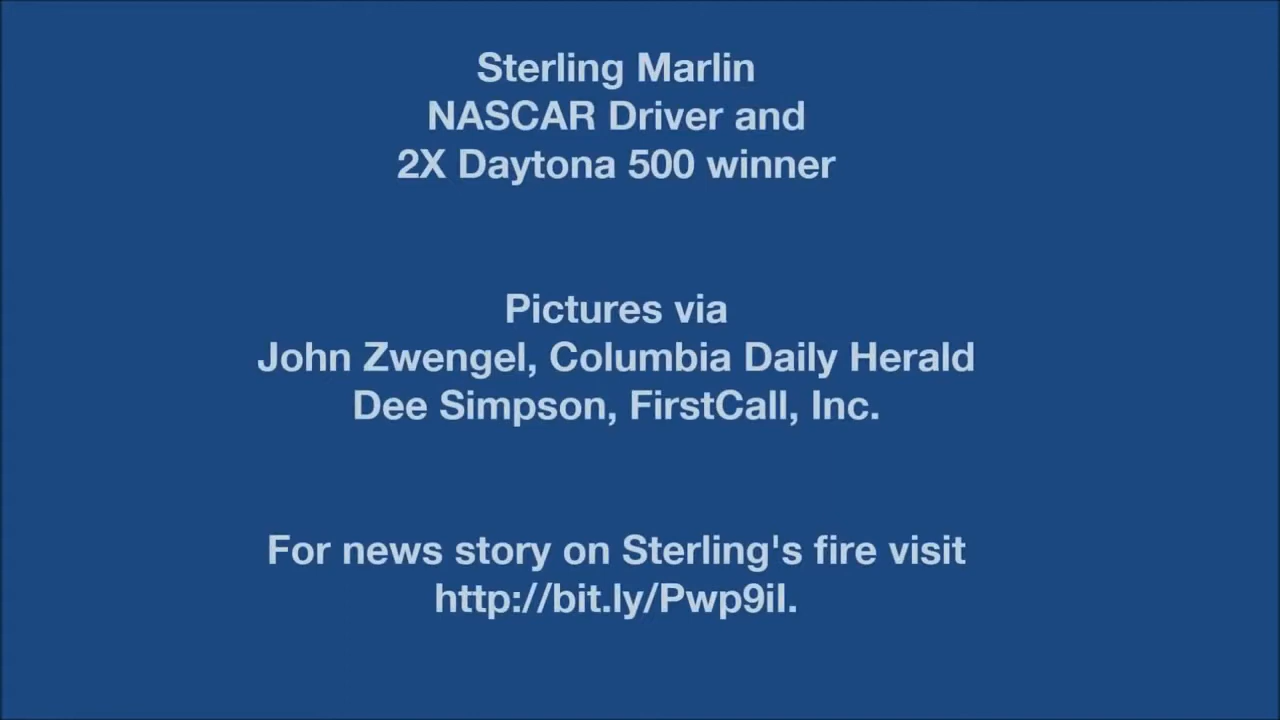 Sterling Marlin
NASCAR Driver and
2X Daytona 500 winner
Pictures via
John Zwengel, Columbia Daily Herald
Dee Simpson, FirstCall, Inc.
For news story on Sterling's fire visit
http://bit.ly/Pwp9iI.